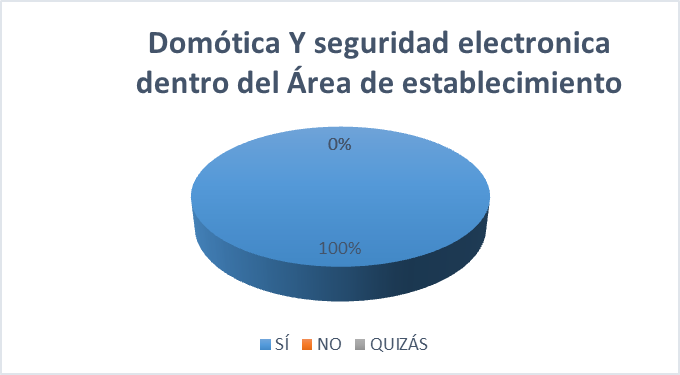 Domótica Y seguridad electronica
dentro del Área de establecimiento
0%
100%
SÍ NO QUIZÁS